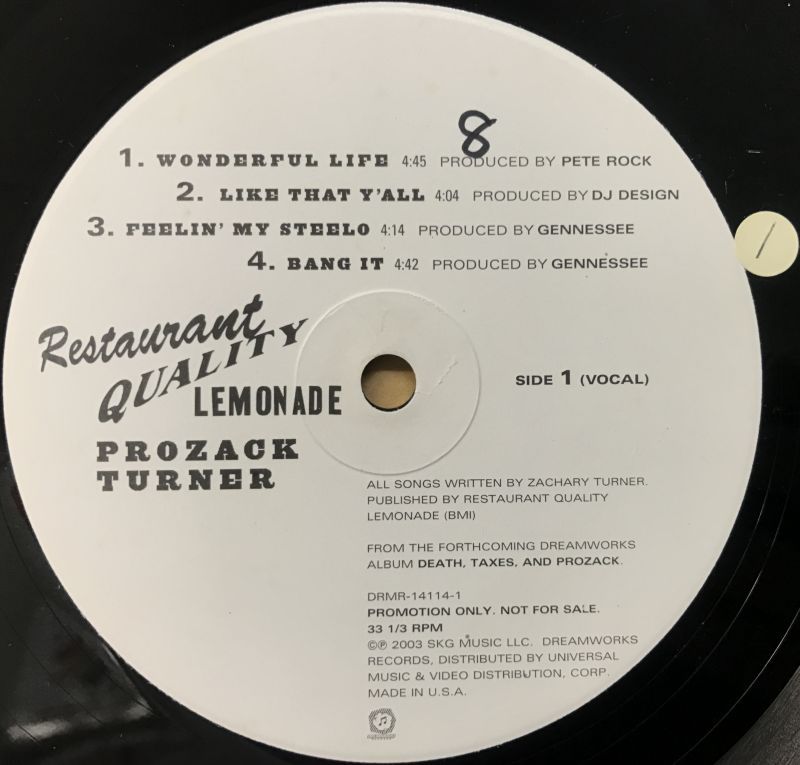 8
1. WONDERFUL LIFE 4:45 PRODUCED BY PETE ROCK
2. LIKE THAT Y'ALL 4:04 PRODUCED BY DJ DESIGN
3. FEELIN' MY STEELO 4:14 PRODUCED BY GENNESSEE
4. BANG IT 4:42 PRODUCED BY GENNESSEE
Restaurant
QUALITY
LEMONADE
PROZACK
TURNER
SIDE 1 (VOCAL)
ALL SONGS WRITTEN BY ZACHARY TURNER.
PUBLISHED BY RESTAURANT QUALITY
LEMONADE (BMI)
FROM THE FORTHCOMING DREAMWORKS
ALBUM DEATH, TAXES, AND PROZACK.
DRMR-14114-1
PROMOTION ONLY. NOT FOR SALE.
33 1/3 RPM
©℗ 2003 SKG MUSIC LLC. DREAMWORKS
RECORDS, DISTRIBUTED BY UNIVERSAL
MUSIC & VIDEO DISTRIBUTION, CORP.
MADE IN U.S.A.